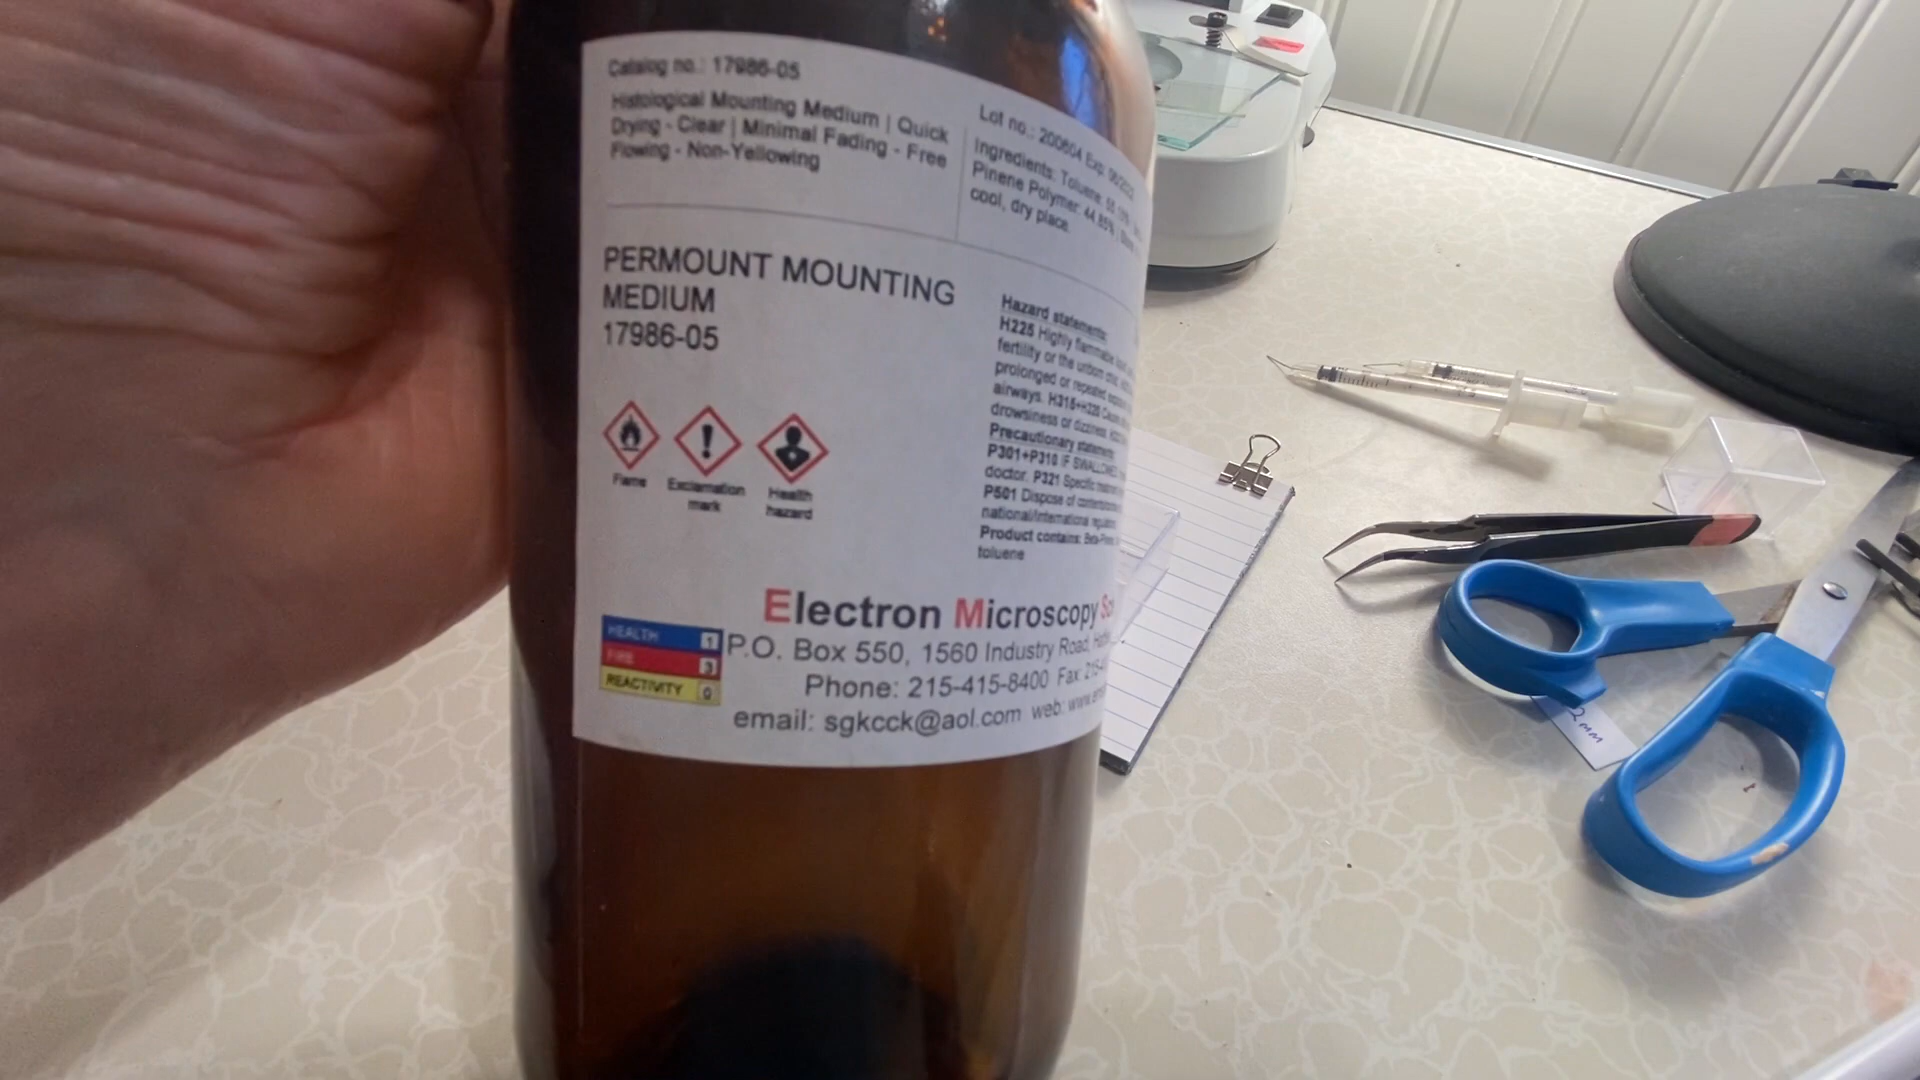 Catalog no.: 17986-05
Histological Mounting Medium | Quick
Drying - Clear | Minimal Fading - Free
Flowing - Non-Yellowing
Lot no.: 200604 Exp:
Ingredients: Toluene:
Pinene Polymer: 44.85% |
cool, dry place.
PERMOUNT MOUNTING
MEDIUM
17986-05
Flame
Exclamation
mark
Health
hazard
Hazard statements:
H225 Highly flammable
fertility or the unborn child
prolonged or repeated
airways.
drowsiness or dizziness.
Precautionary statements
P301+P310 IF SWALLOWED
doctor. P321 Specific treatment
P501 Dispose of
national/international
Product contains:
toluene
Electron Microscopy
HEALTH 1
FIRE 3
REACTIVITY 0
P.O. Box 550, 1560 Industry Road,
Phone: 215-415-8400 Fax:
email: sgkcck@aol.com web:
2mm